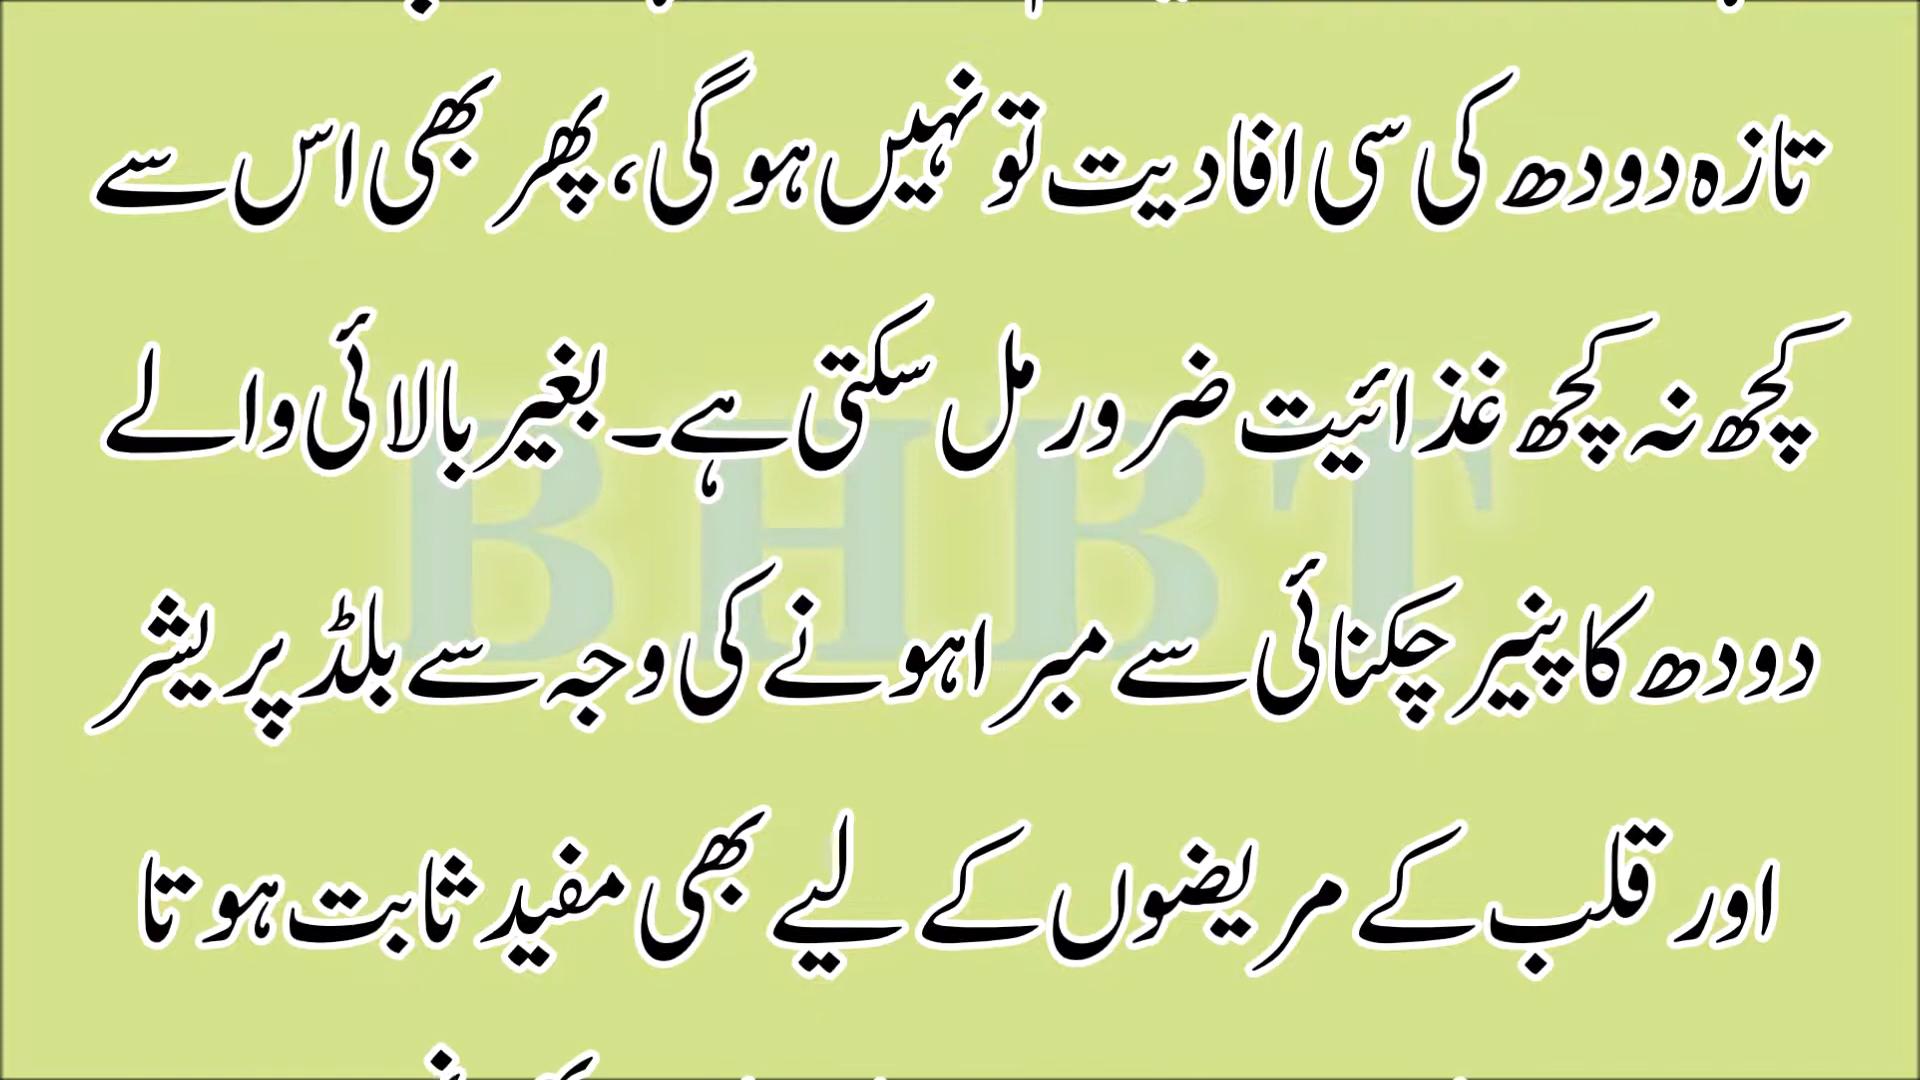 تازہ دودھ کی سی افادیت تو نہیں ہوگی، پھر بھی اس سے
کچھ نہ کچھ غذائیت ضرور مل سکتی ہے۔ بغیر بالائی والے
BHBT
دودھ کا پنیر چکنائی سے مبرا ہونے کی وجہ سے بلڈ پریشر
اور قلب کے مریضوں کے لیے بھی مفید ثابت ہوتا